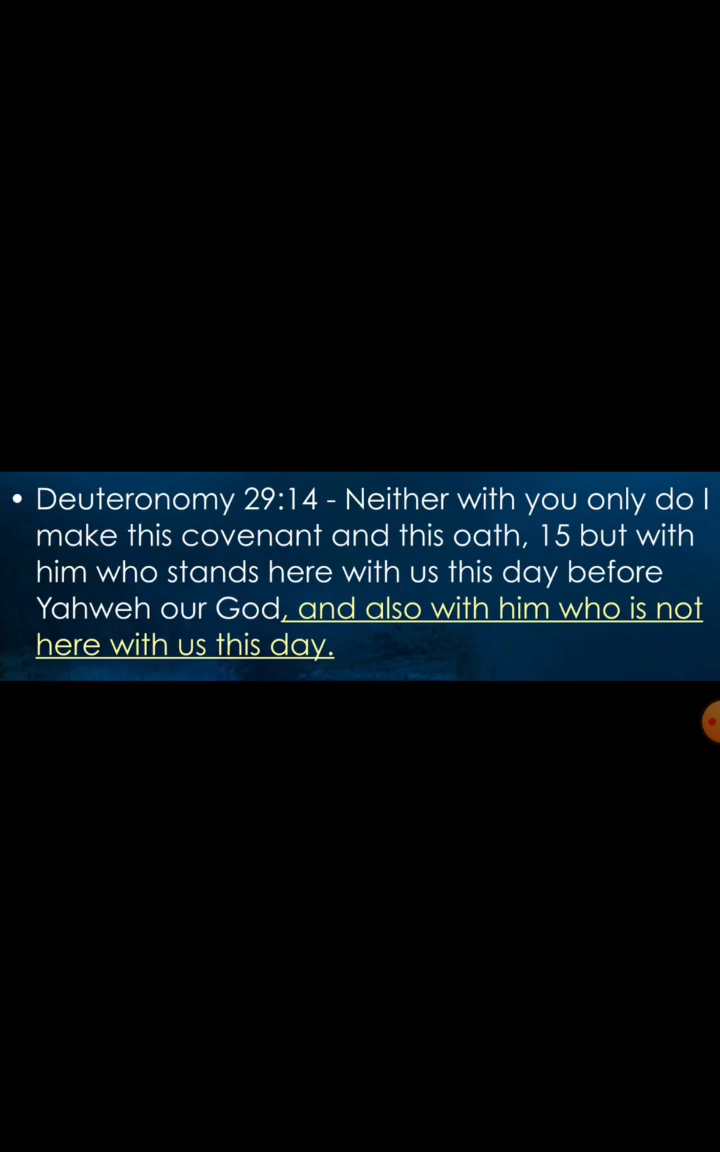 • Deuteronomy 29:14 - Neither with you only do I
make this covenant and this oath, 15 but with
him who stands here with us this day before
Yahweh our God, and also with him who is not
here with us this day.